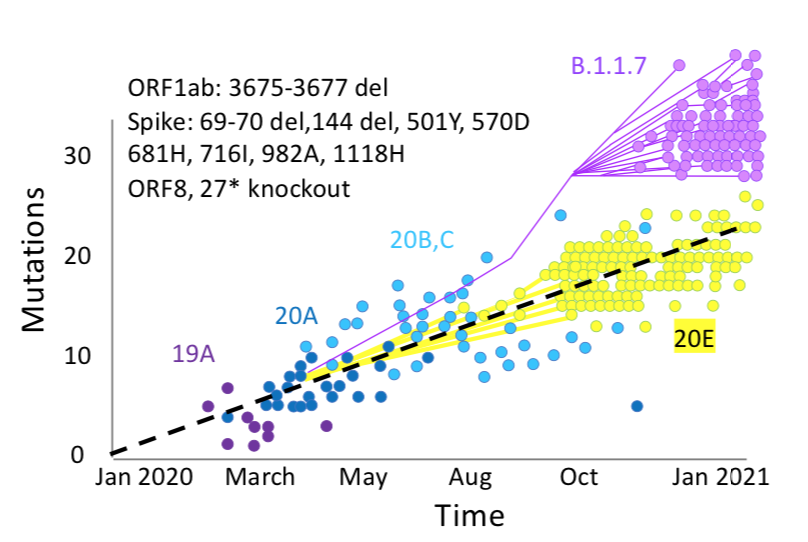 B.1.1.7
ORF1ab: 3675-3677 del
Spike: 69-70 del,144 del, 501Y, 570D
681H, 716I, 982A, 1118H
ORF8, 27* knockout
30
20
10
0
Mutations
20B,C
20A
19A
20E
Jan 2020 March May Aug Oct Jan 2021
Time